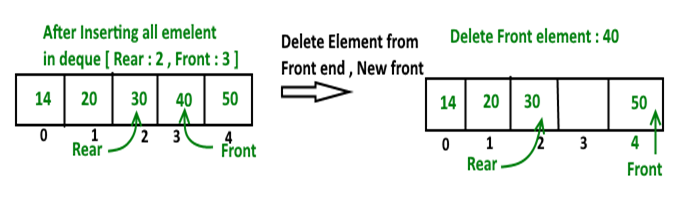 After Inserting all emelent
in deque [ Rear : 2 , Front : 3 ]
14 20 30 40 50
0 1 2 3 4
Rear Front
Delete Element from
Front end , New front
Delete Front element : 40
14 20 30 50
0 1 2 3 4
Rear Front